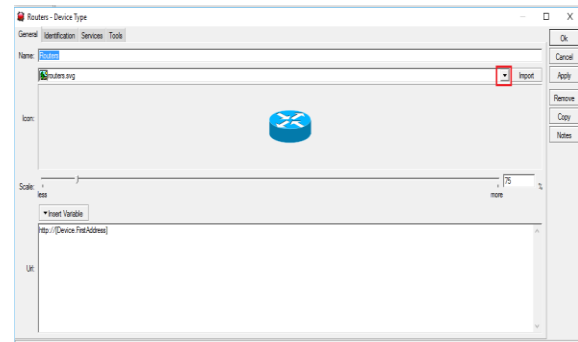 Routers - Device Type
General Identification Services Tools
Ok
Name: Routers
Cancel
routers.svg Import Apply
Remove
Icon: Copy
Notes
Scale: 75 %
less more
Insert Variable
http://[Device.FirstAddress]
Url: